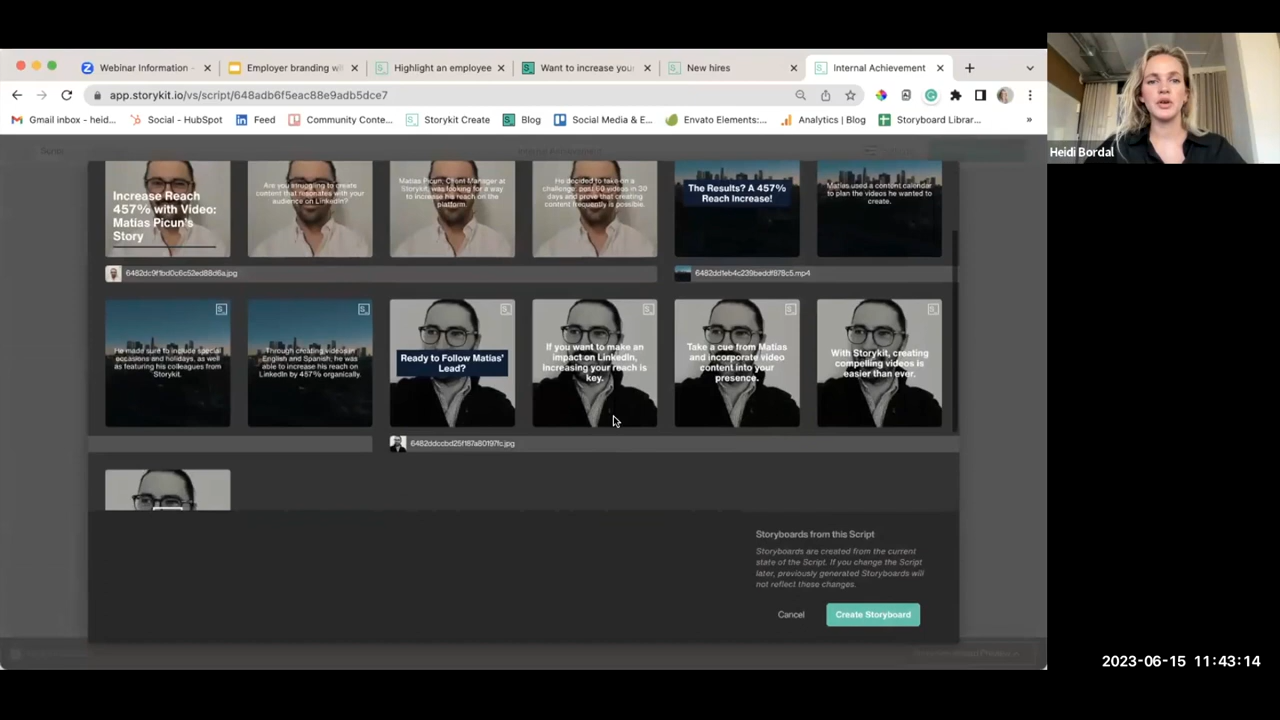 Webinar Information -
Employer branding wi
Highlight an employee
Want to increase your
New hires
Internal Achievement
app.storykit.io/vs/script/648adb6f5eac88e9adb5dce7
Gmail inbox - heid...
Social - HubSpot
Feed
Community Conte...
Storykit Create
Blog
Social Media & E...
Envato Elements:...
Analytics | Blog
Storyboard Librar...
»
Heidi Bordal
Increase Reach
457% with Video:
Matias Picun's
Story
Are you struggling to create
content that resonates with your
audience on LinkedIn?
Matias Picun, Client Manager at
Storykit, was looking for a way
to increase his reach on the
platform.
He decided to take on a
challenge: post 60 videos in 30
days and prove that creating
content frequently is possible.
The Results? A 457%
Reach Increase!
Matias used a content calendar
to plan the videos he wanted to
create.
He made sure to include special
occasions and holidays, as well
as featuring his colleagues from
Storykit.
Through creating videos in
English and Spanish, he was
able to increase his reach on
LinkedIn by 457% organically.
Ready to Follow Matias'
Lead?
If you want to make an
impact on LinkedIn,
increasing your reach is
key.
Take a cue from Matias
and incorporate video
content into your
presence.
With Storykit, creating
compelling videos is
easier than ever.
Storyboards from this Script
Storyboards are created from the current
state of the Script. If you change the Script
later, previously generated Storyboards will
not reflect these changes.
Cancel
Create Storyboard
2023-06-15 11:43:14